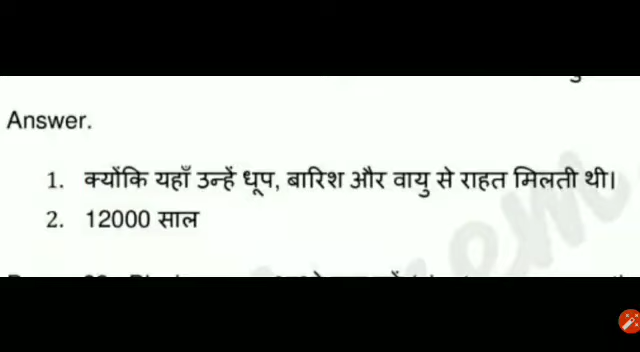 Answer.
1. क्योंकि यहाँ उन्हें धूप, बारिश और वायु से राहत मिलती थी।
2. 12000 साल